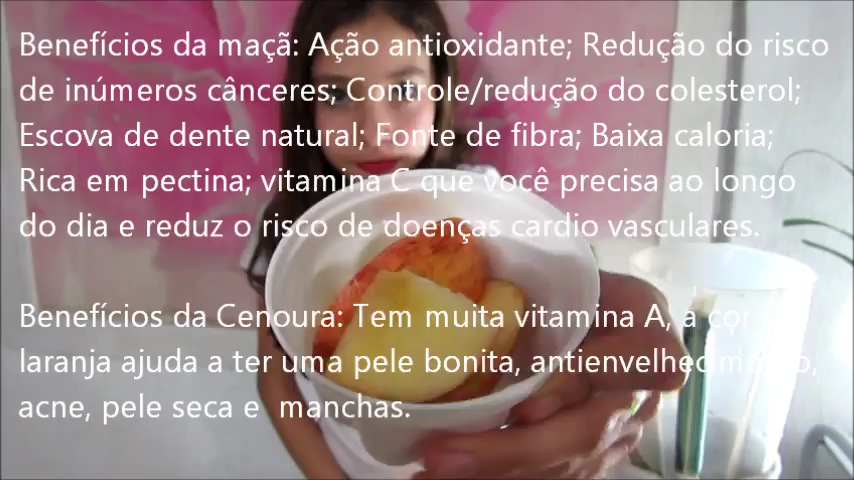 Benefícios da maçã: Ação antioxidante; Redução do risco
de inúmeros cânceres; Controle/redução do colesterol;
Escova de dente natural; Fonte de fibra; Baixa caloria;
Rica em pectina; vitamina C que você precisa ao longo
do dia e reduz o risco de doenças cardio vasculares.
Benefícios da Cenoura: Tem muita vitamina A, a cor
laranja ajuda a ter uma pele bonita, antienvelhecimento,
acne, pele seca e manchas.